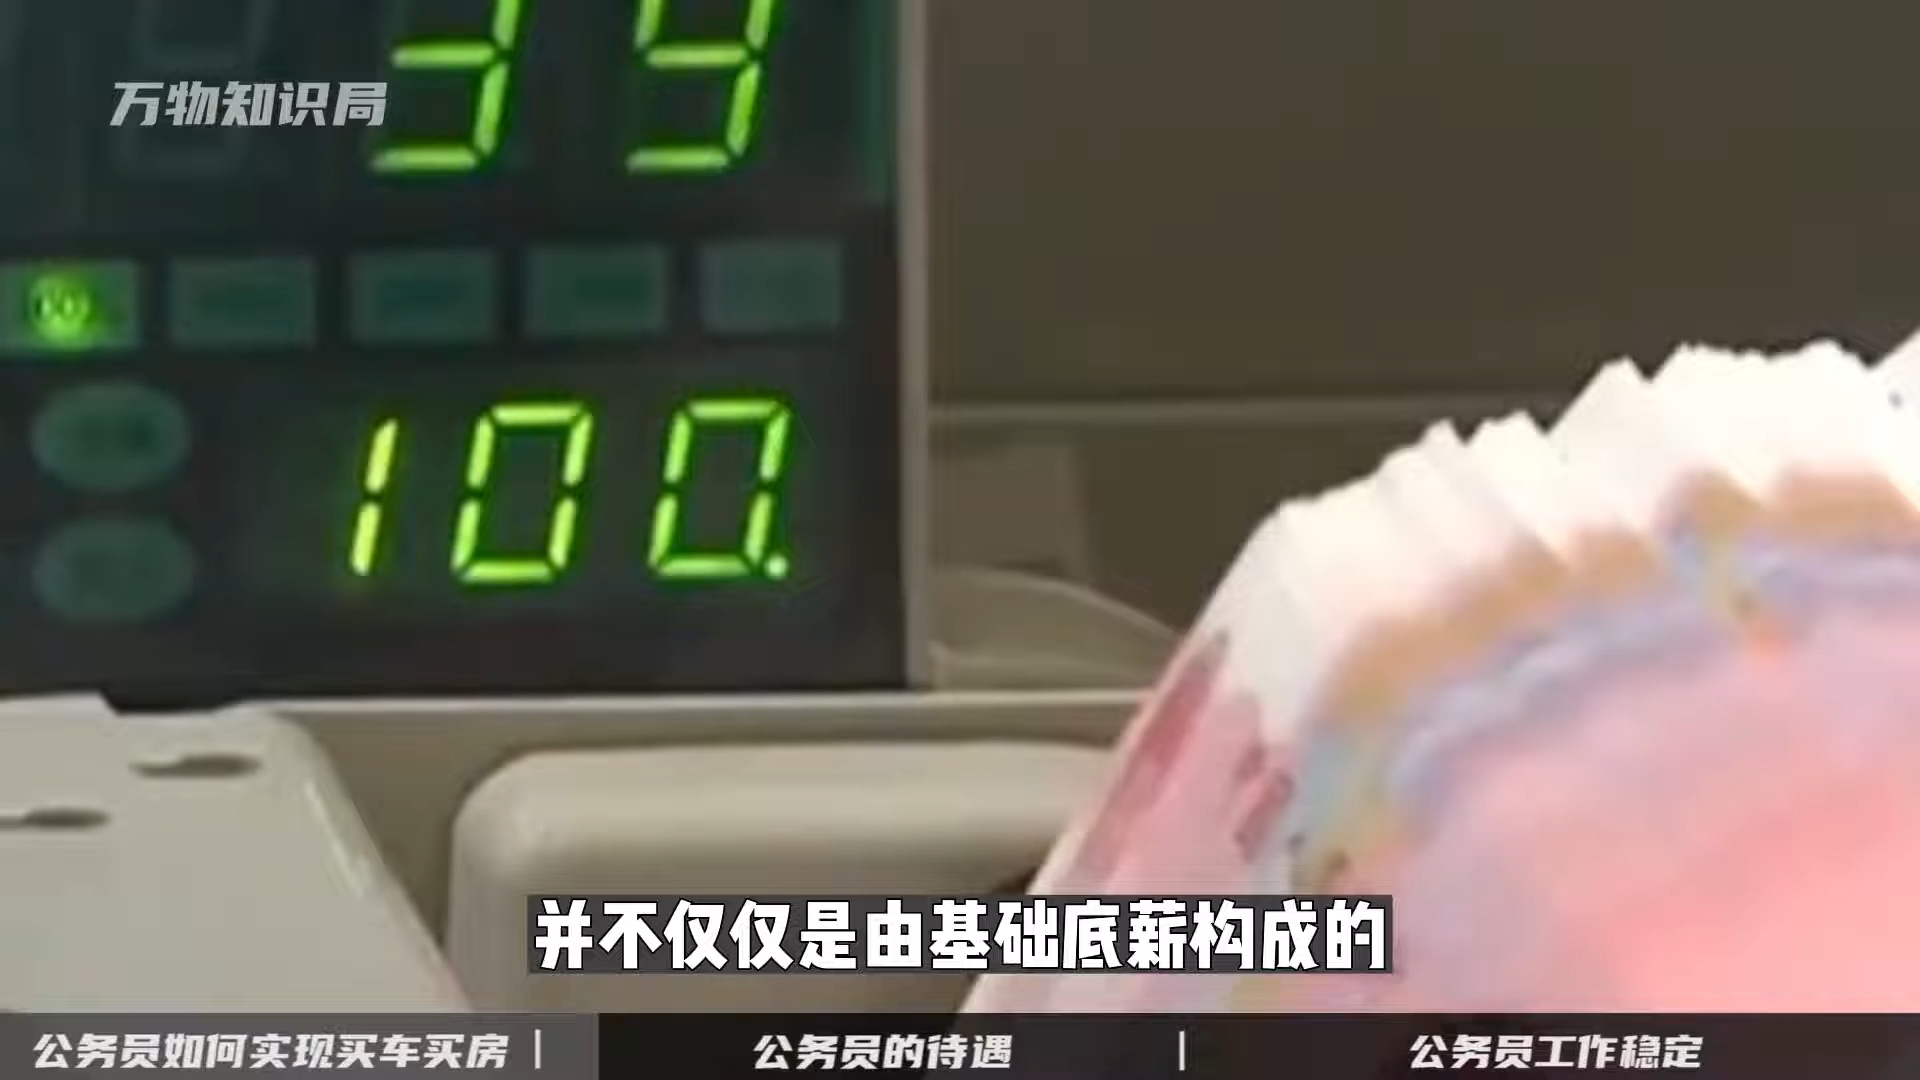 万物知识局
100.
并不仅仅是由基础底薪构成的
公务员如何实现买车买房 | 公务员的待遇 | 公务员工作稳定